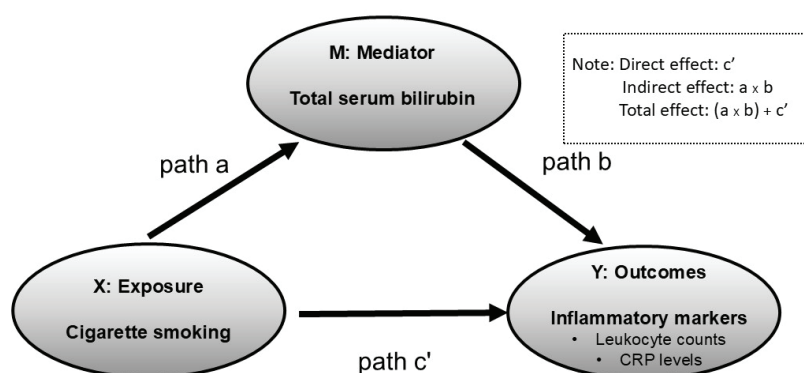 M: Mediator
Total serum bilirubin
Note: Direct effect: c’
Indirect effect: a x b
Total effect: (a x b) + c’
path a
path b
X: Exposure
Cigarette smoking
Y: Outcomes
Inflammatory markers
• Leukocyte counts
• CRP levels
path c'